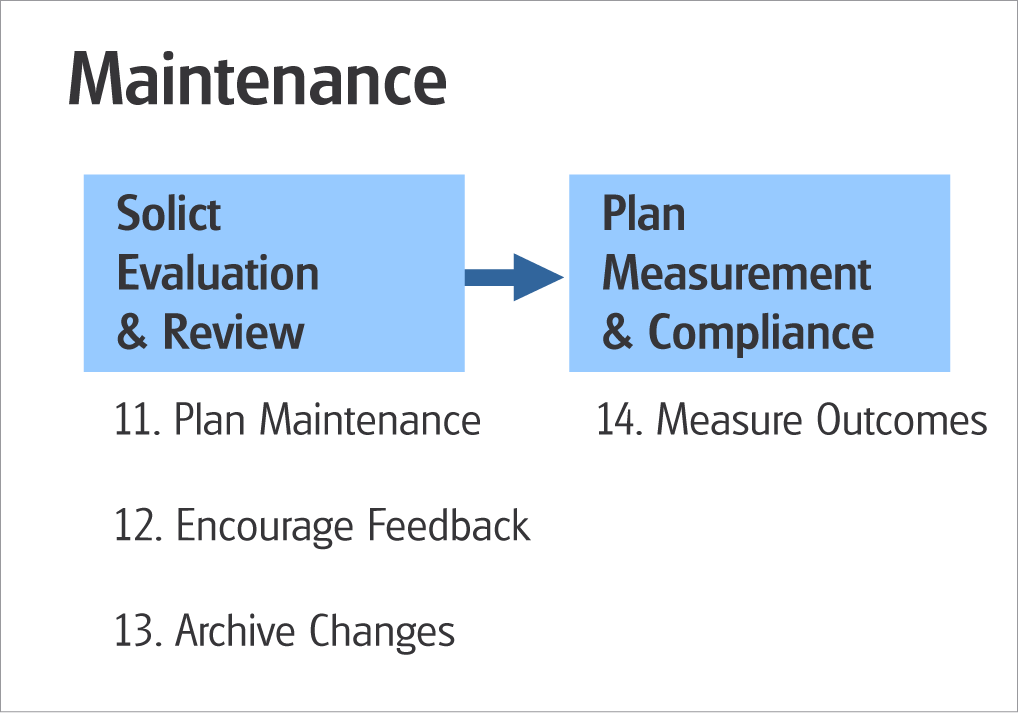 Maintenance
Solict
Evaluation
& Review
Plan
Measurement
& Compliance
11. Plan Maintenance
12. Encourage Feedback
13. Archive Changes
14. Measure Outcomes